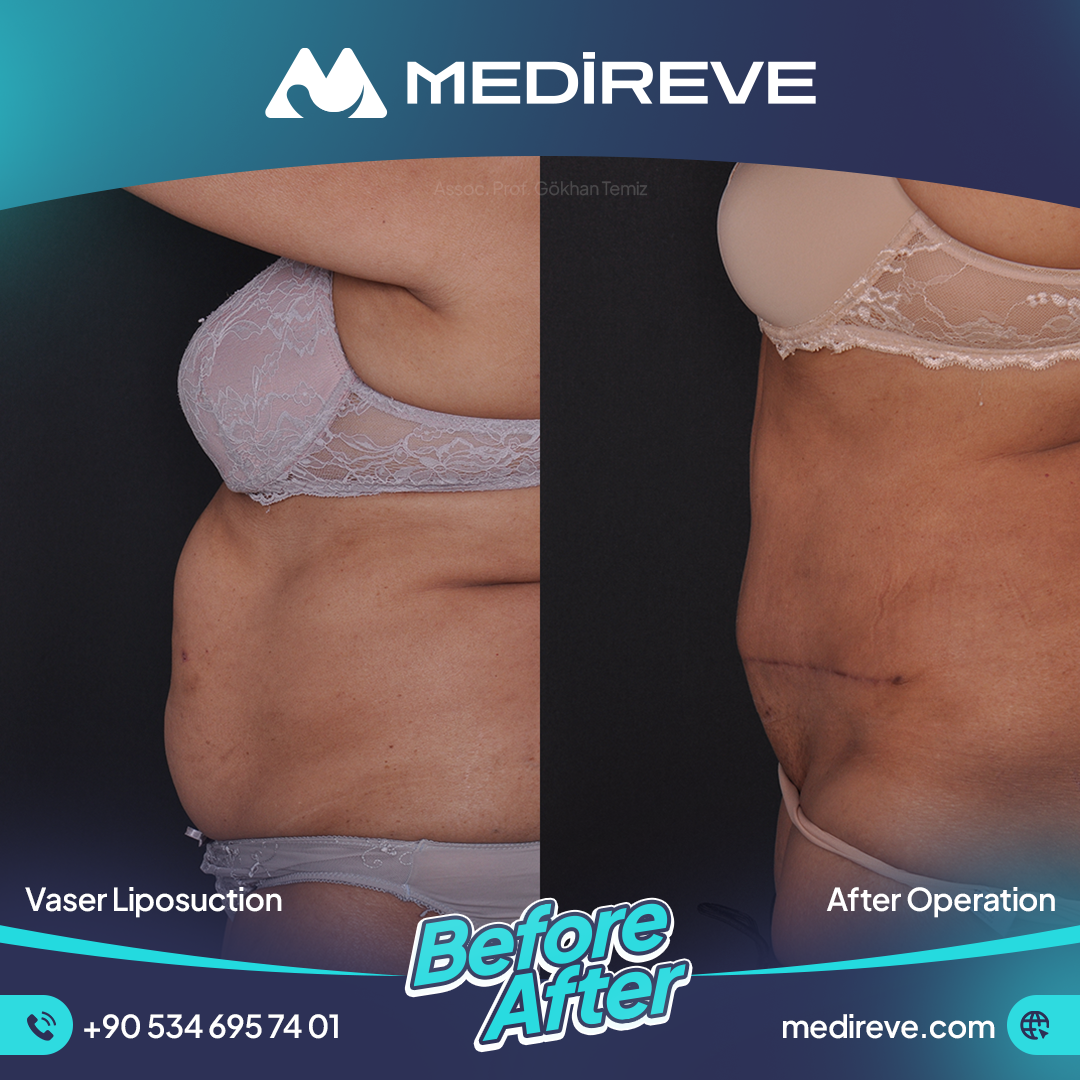 MEDİREVE
Assoc. Prof. Gökhan Temiz
Vaser Liposuction
After Operation
Before
After
+90 534 695 74 01
medireve.com